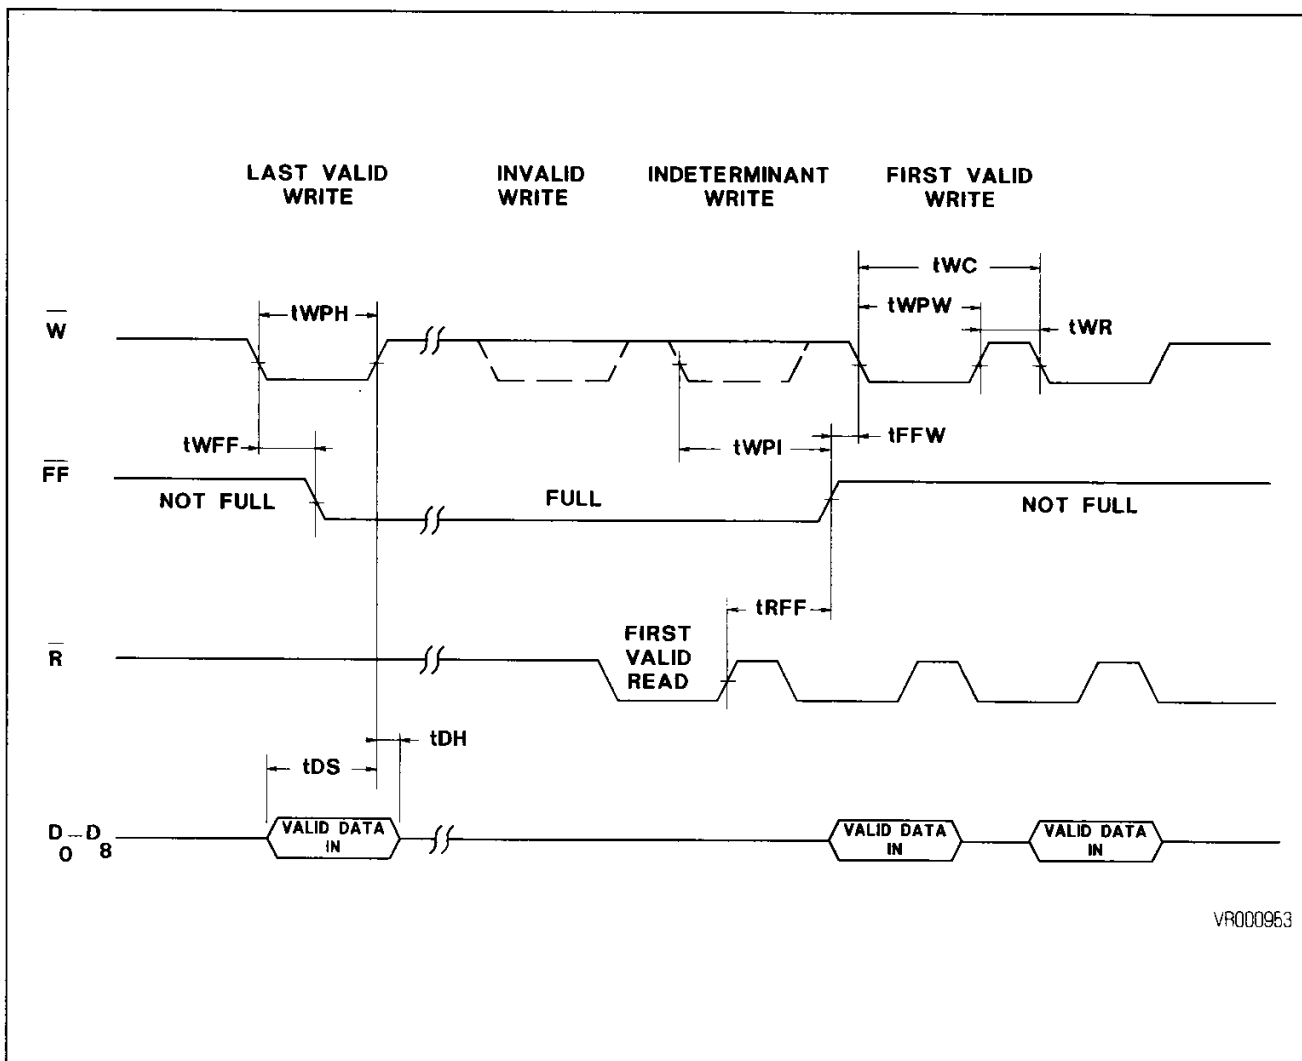 LAST VALID
WRITE
INVALID
WRITE
INDETERMINANT
WRITE
FIRST VALID
WRITE
tWC
tWPH
tWPW
tWR
W̅
tWFF
tWPI
tFFW
F̅F̅
NOT FULL
FULL
NOT FULL
tRFF
FIRST
VALID
READ
R̅
tDH
tDS
D0–D8
VALID DATA
IN
VALID DATA
IN
VALID DATA
IN
VR000953